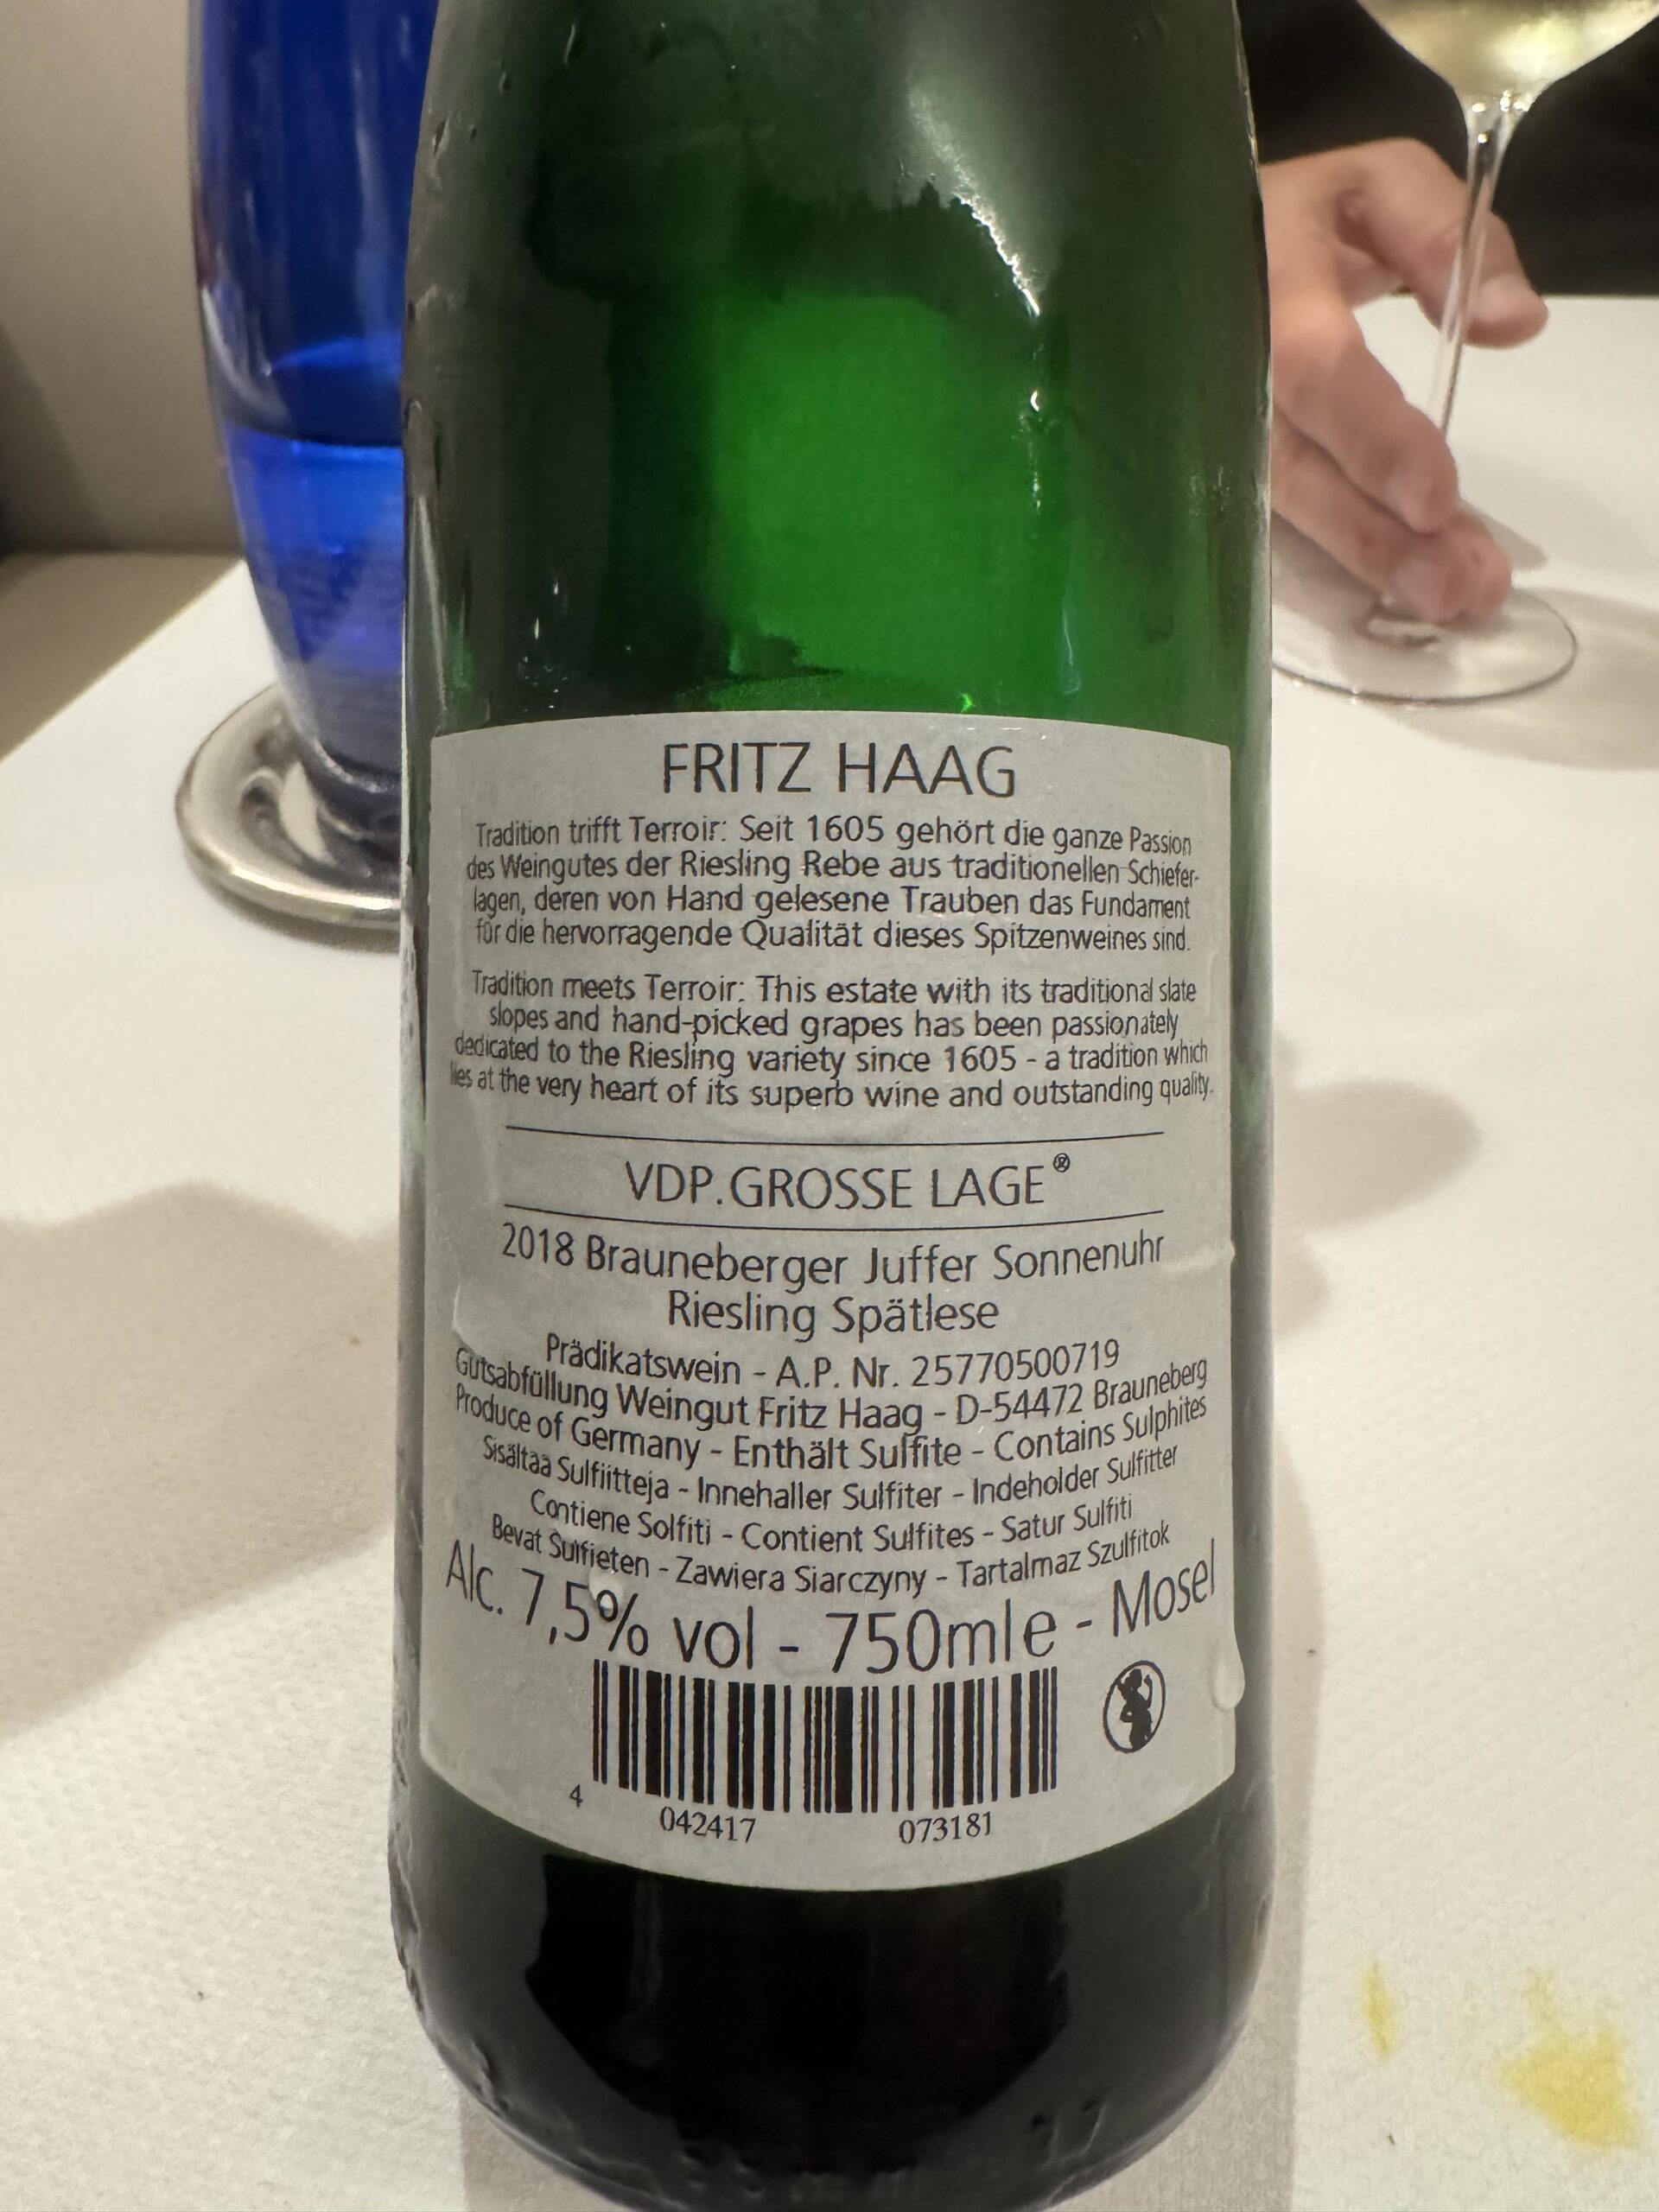 FRITZ HAAG
Tradition trifft Terroir: Seit 1605 gehört die ganze Passion
des Weingutes der Riesling Rebe aus traditionellen Schiefer-
lagen, deren von Hand gelesene Trauben das Fundament
für die hervorragende Qualität dieses Spitzenweines sind.
Tradition meets Terroir: This estate with its traditional slate
slopes and hand-picked grapes has been passionately
dedicated to the Riesling variety since 1605 - a tradition which
lies at the very heart of its superb wine and outstanding quality.
VDP.GROSSE LAGE®
2018 Brauneberger Juffer Sonnenuhr
Riesling Spätlese
Prädikatswein - A.P. Nr. 25770500719
Gutsabfüllung Weingut Fritz Haag - D-54472 Brauneberg
Produce of Germany - Enthält Sulfite - Contains Sulphites
Sisältää Sulfiitteja - Innehaller Sulfiter - Indeholder Sulfitter
Contiene Solfiti - Contient Sulfites - Satur Sulfiti
Bevat Sulfieten - Zawiera Siarczyny - Tartalmaz Szulfitok
Alc. 7,5% vol - 750mle - Mosel
4 042417 073181